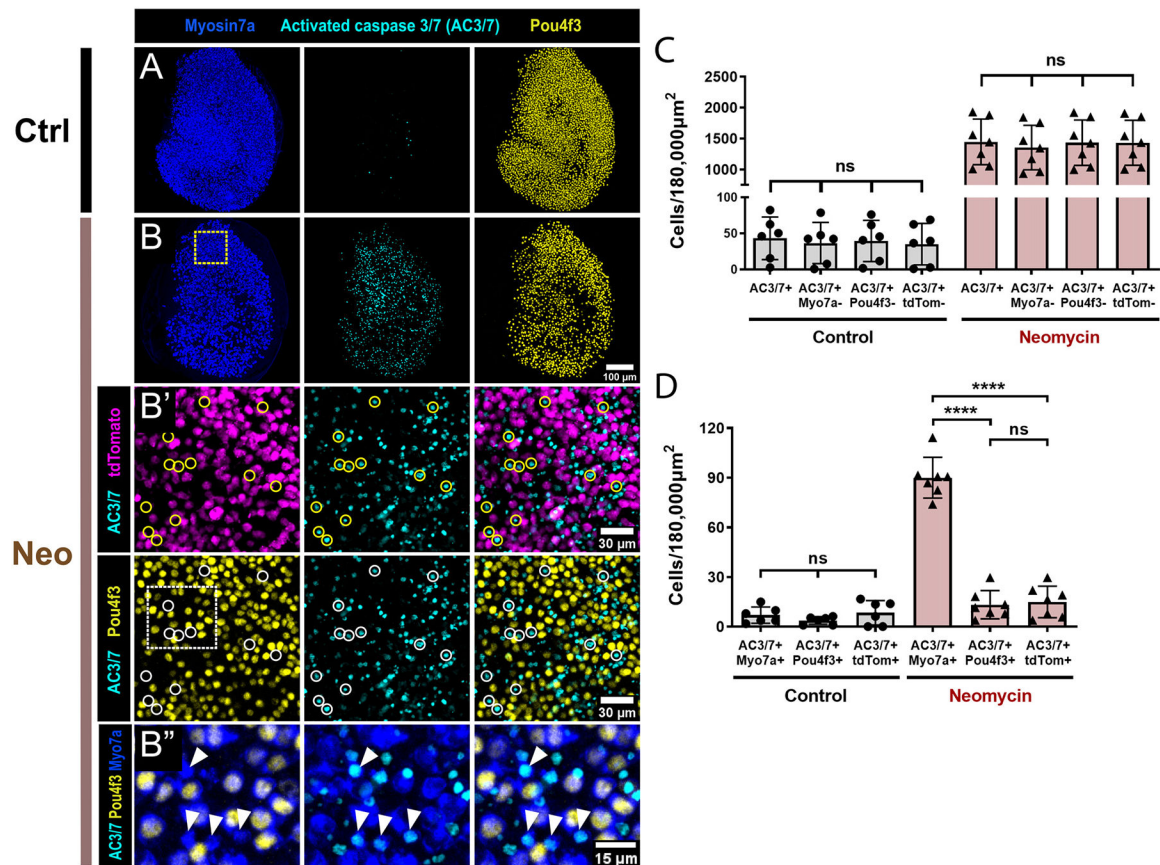 Myosin7a Activated caspase 3/7 (AC3/7) Pou4f3
Ctrl
A
Neo
B
100 µm
AC3/7 tdTomato
B'
30 µm
AC3/7 Pou4f3
30 µm
AC3/7 Pou4f3 Myo7a
B"
15 µm
C
Cells/180,000µm²
2500
2000
1500
1000
100
50
0
ns
ns
AC3/7+ AC3/7+ AC3/7+ AC3/7+ AC3/7+ AC3/7+ AC3/7+ AC3/7+
Myo7a- Pou4f3- tdTom- Myo7a- Pou4f3- tdTom-
Control Neomycin
D
Cells/180,000µm²
120
90
60
30
0
ns
****
****
ns
AC3/7+ AC3/7+ AC3/7+ AC3/7+ AC3/7+ AC3/7+
Myo7a+ Pou4f3+ tdTom+ Myo7a+ Pou4f3+ tdTom+
Control Neomycin